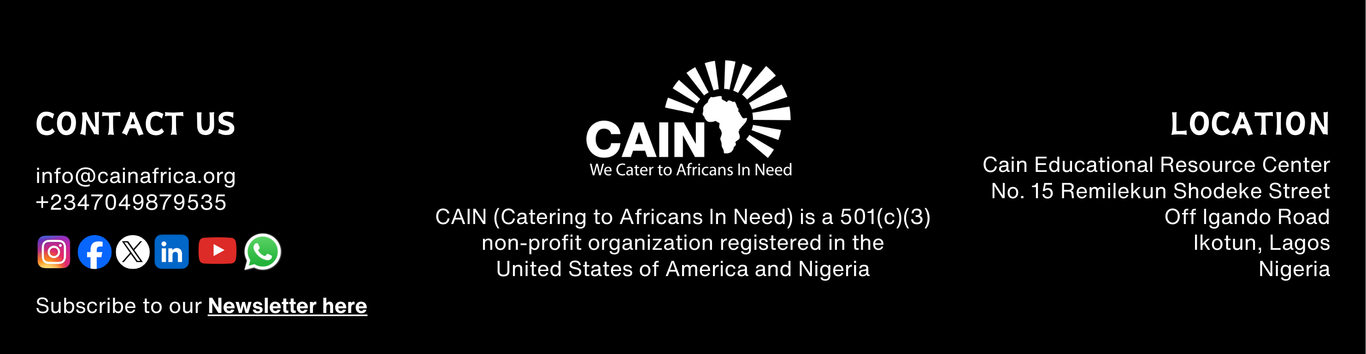 CONTACT US
info@cainafrica.org
+2347049879535
Subscribe to our Newsletter here
CAIN
We Cater to Africans In Need
CAIN (Catering to Africans In Need) is a 501(c)(3)
non-profit organization registered in the
United States of America and Nigeria
LOCATION
Cain Educational Resource Center
No. 15 Remilekun Shodeke Street
Off Igando Road
Ikotun, Lagos
Nigeria